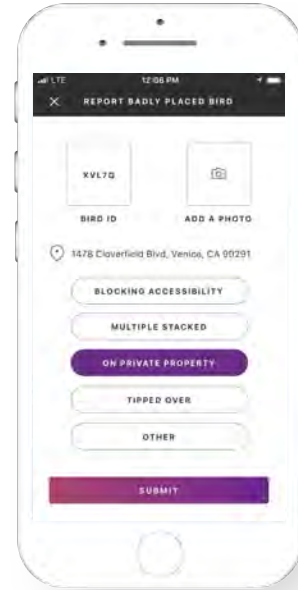 LTE 12:06 PM
REPORT BADLY PLACED BIRD
XVL7Q
BIRD ID
ADD A PHOTO
1478 Cloverfield Blvd, Venice, CA 90291
BLOCKING ACCESSIBILITY
MULTIPLE STACKED
ON PRIVATE PROPERTY
TIPPED OVER
OTHER
SUBMIT